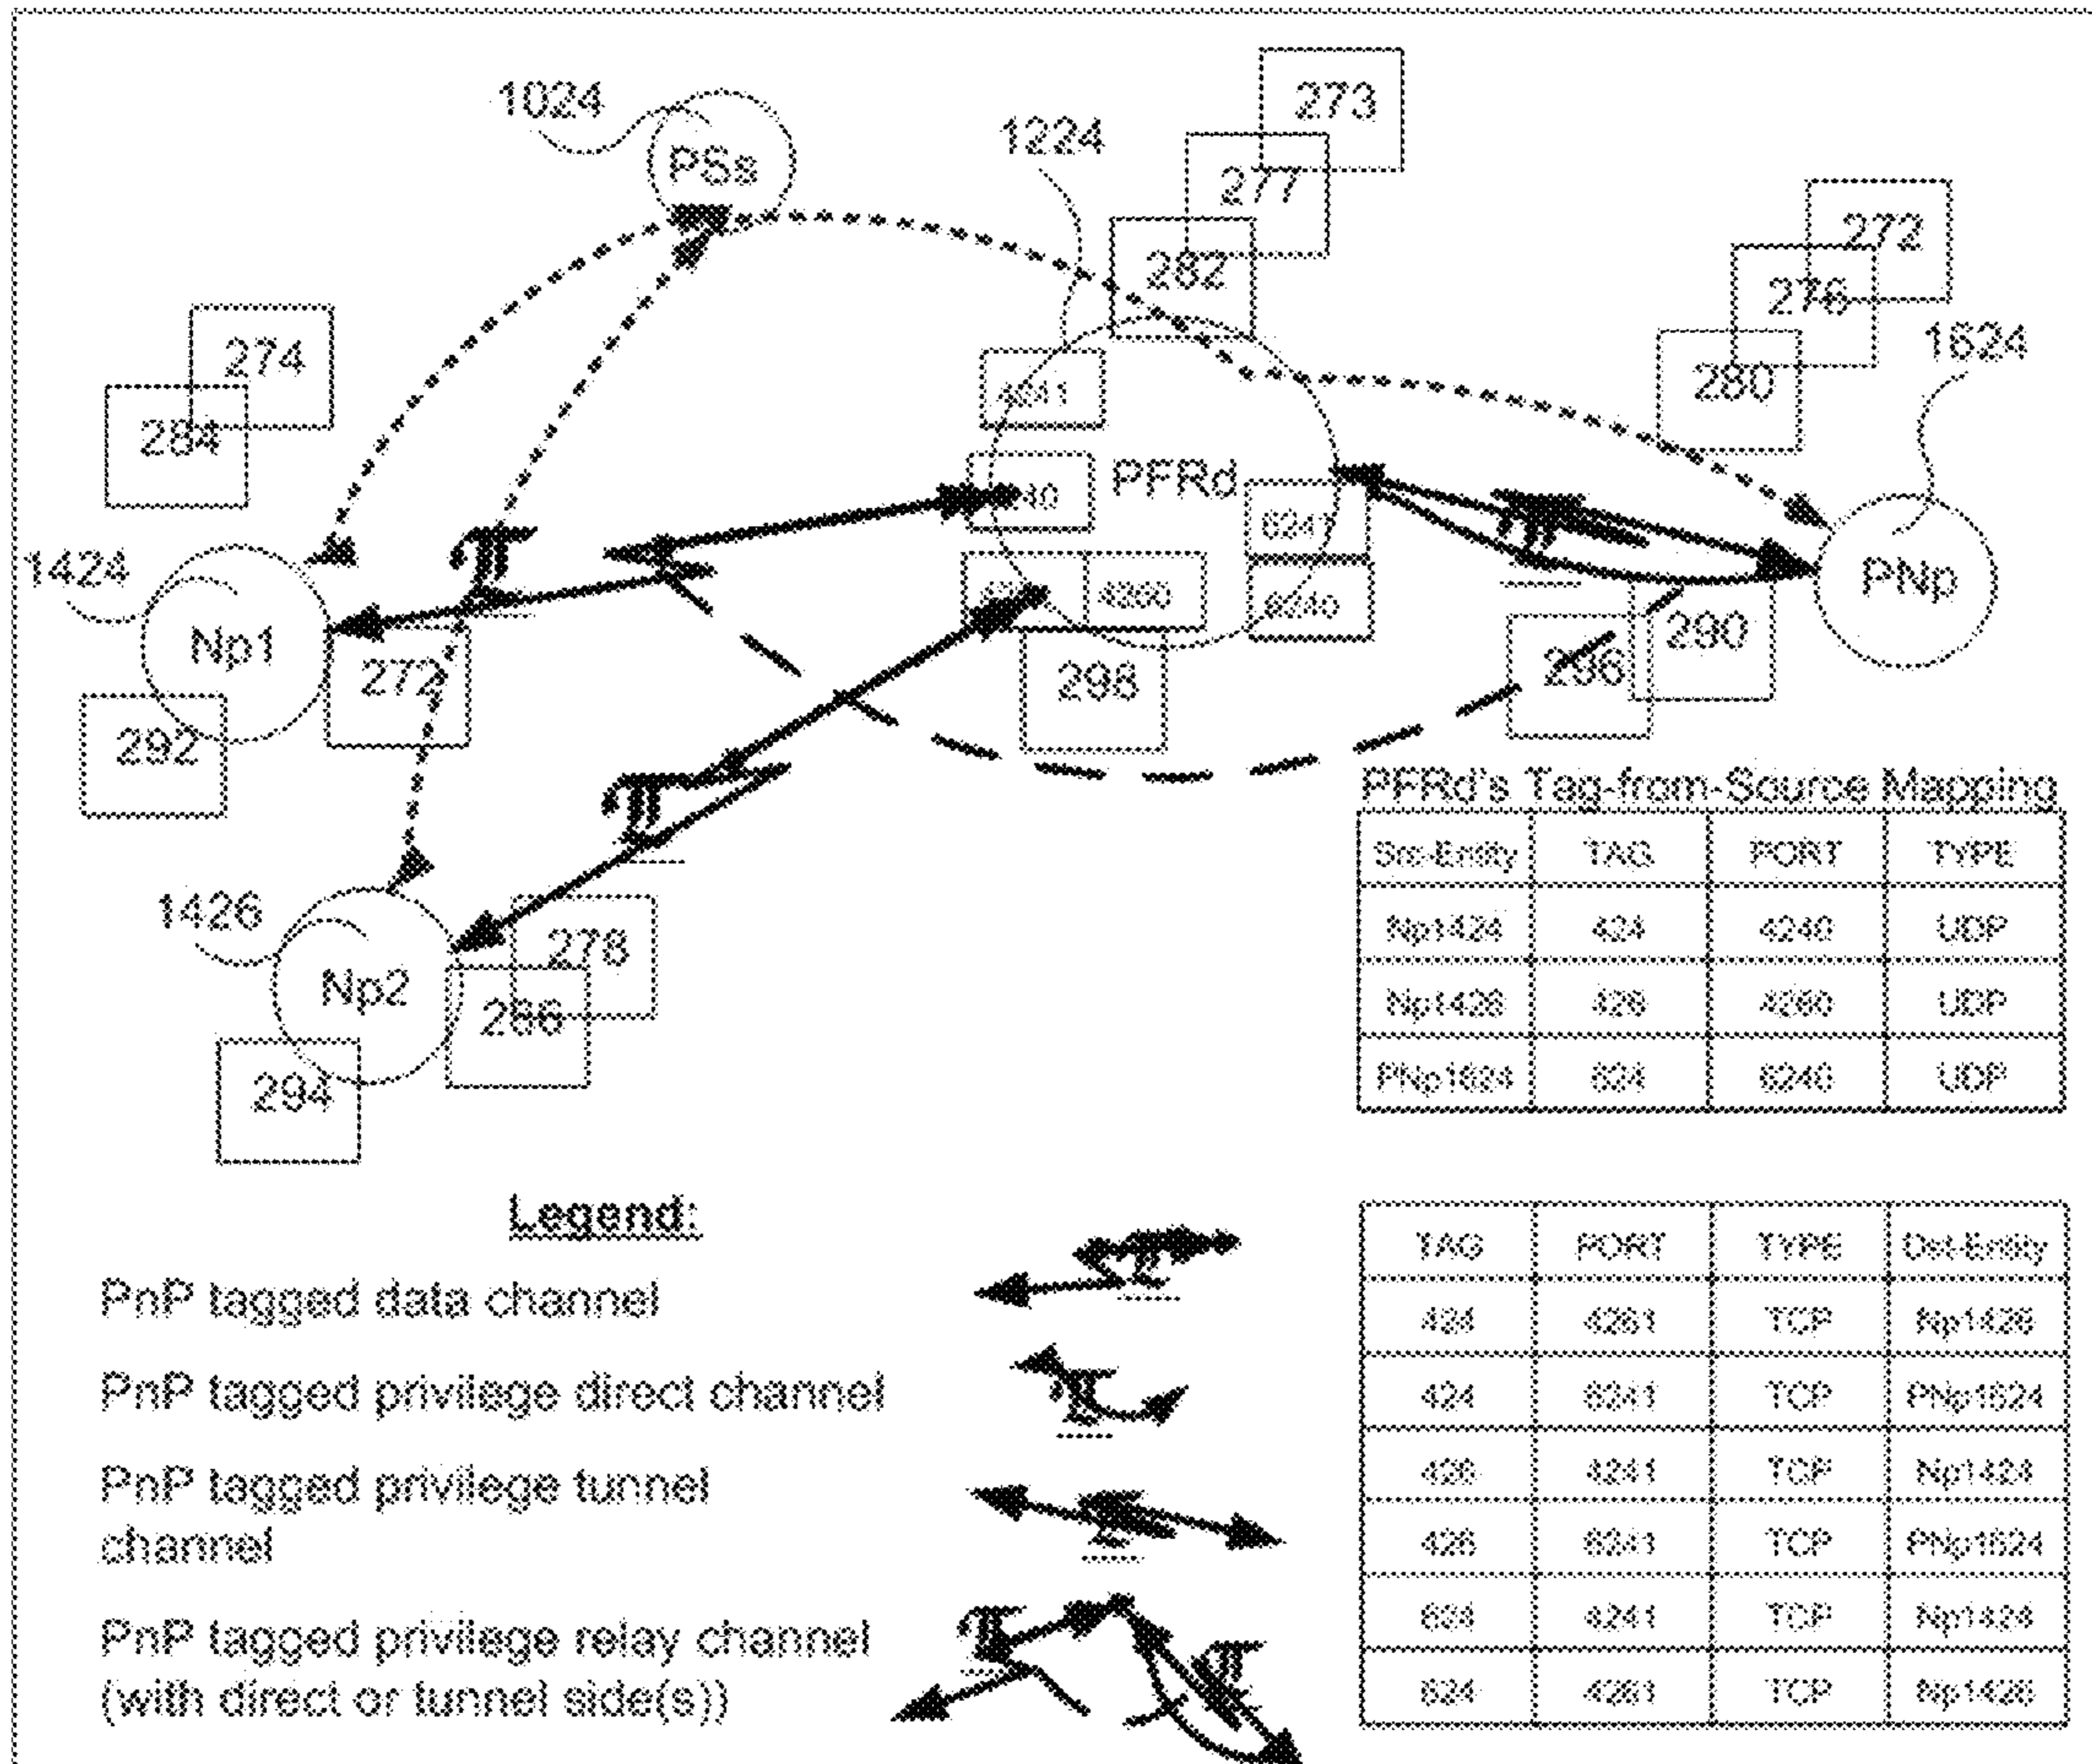 1024
PSs
1224
273
277
282
272
276
280
1624
274
284
PFRd
6240
4260
1424
Np1
272
292
PNp
298
296
290
1426
Np2
278
286
294
PFRd's Tag-from-Source Mapping
Src-Entity TAG PORT TYPE
Np1424 424 4240 UDP
Np1426 426 4260 UDP
PNp1624 624 6240 UDP
Legend:
PnP tagged data channel
PnP tagged privilege direct channel
PnP tagged privilege tunnel
channel
PnP tagged privilege relay channel
(with direct or tunnel side(s))
TAG PORT TYPE Dst-Entity
424 4261 TCP Np1426
424 6241 TCP PNp1624
426 4241 TCP Np1424
426 6241 TCP PNp1624
624 4241 TCP Np1424
624 4261 TCP Np1426